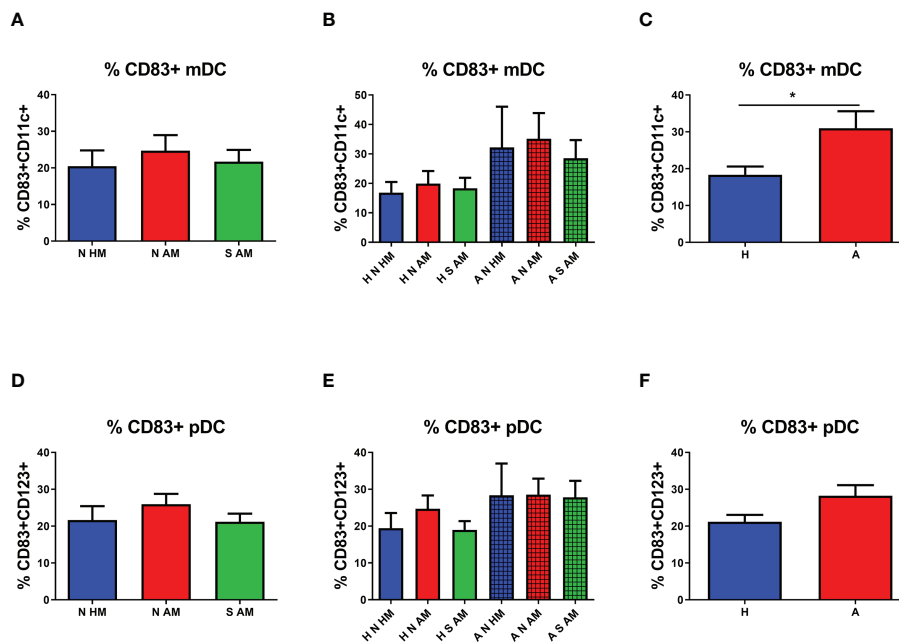 A
% CD83+ mDC
% CD83+CD11c+
40
30
20
10
0
N HM
N AM
S AM
B
% CD83+ mDC
% CD83+CD11c+
50
40
30
20
10
0
H N HM
H N AM
H S AM
A N HM
A N AM
A S AM
C
% CD83+ mDC
% CD83+CD11c+
40
30
20
10
0
*
H
A
D
% CD83+ pDC
% CD83+CD123+
40
30
20
10
0
N HM
N AM
S AM
E
% CD83+ pDC
% CD83+CD123+
40
30
20
10
0
H N HM
H N AM
H S AM
A N HM
A N AM
A S AM
F
% CD83+ pDC
% CD83+CD123+
40
30
20
10
0
H
A